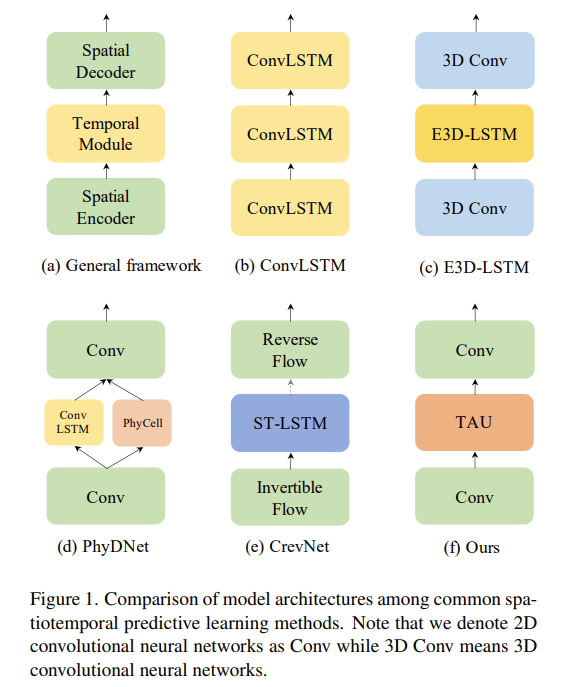 Spatial
Decoder
Temporal
Module
Spatial
Encoder
(a) General framework
ConvLSTM
ConvLSTM
ConvLSTM
(b) ConvLSTM
3D Conv
E3D-LSTM
3D Conv
(c) E3D-LSTM
Conv
Conv
LSTM
PhyCell
Conv
(d) PhyDNet
Reverse
Flow
ST-LSTM
Invertible
Flow
(e) CrevNet
Conv
TAU
Conv
(f) Ours
Figure 1. Comparison of model architectures among common spa-
tiotemporal predictive learning methods. Note that we denote 2D
convolutional neural networks as Conv while 3D Conv means 3D
convolutional neural networks.